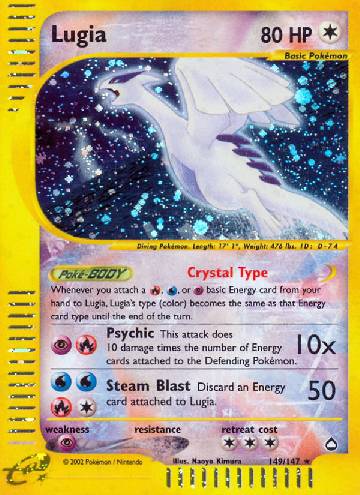 Lugia 80 HP
Basic Pokémon
Diving Pokémon. Length: 17' 1", Weight: 476 lbs. ID: D-74
Poké-BODY Crystal Type
Whenever you attach a , , or basic Energy card from your
hand to Lugia, Lugia's type (color) becomes the same as that Energy
card type until the end of the turn.
Psychic This attack does
10 damage times the number of Energy
cards attached to the Defending Pokémon.
10x
Steam Blast Discard an Energy
card attached to Lugia.
50
weakness resistance retreat cost
Illus. Naoyo Kimura
© 2002 Pokémon / Nintendo 149/147